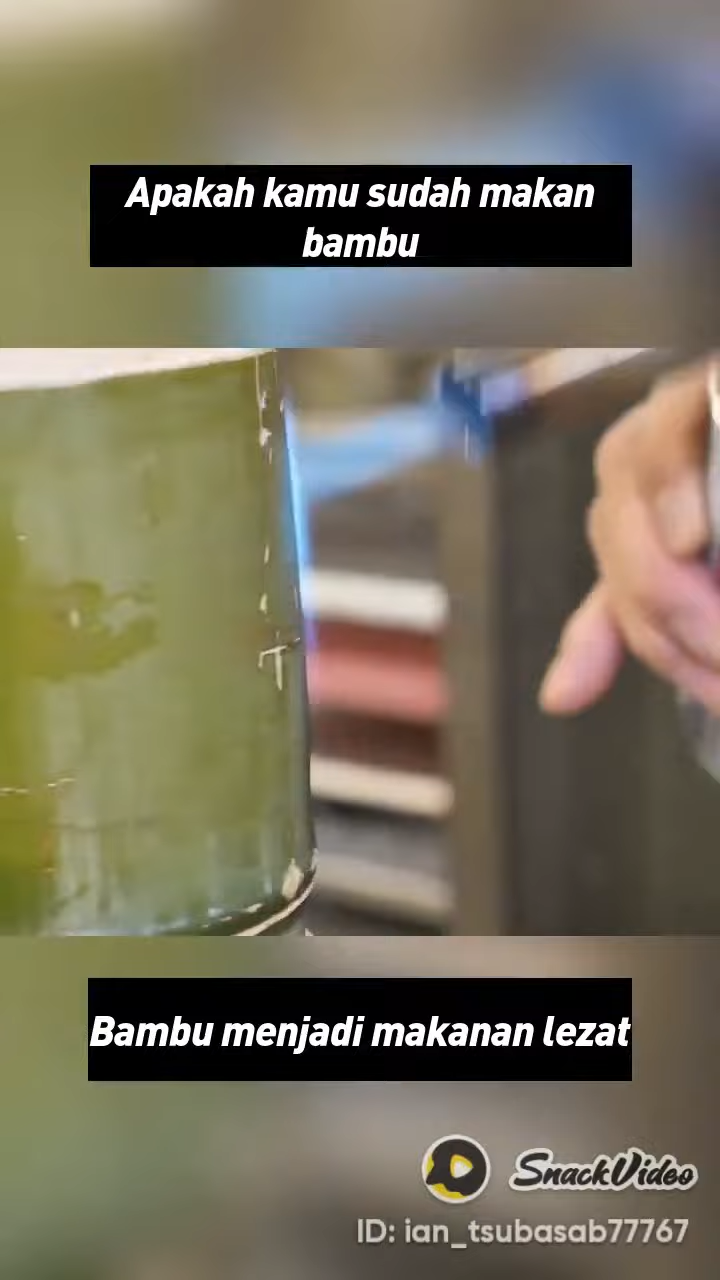 Apakah kamu sudah makan
bambu
Bambu menjadi makanan lezat
SnackVideo
ID: ian_tsubasab77767